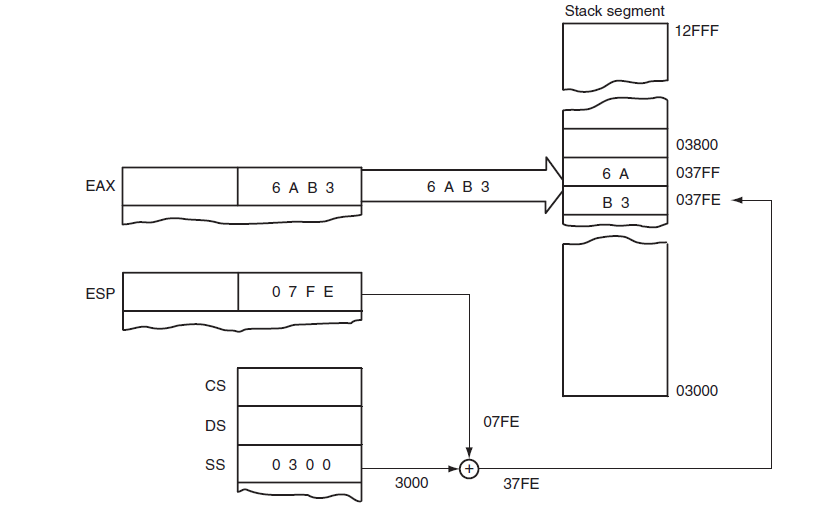 Stack segment
12FFF
03800
EAX 6 A B 3 6 A B 3 6 A 037FF
B 3 037FE
ESP 0 7 F E
CS
03000
DS 07FE
SS 0 3 0 0 +
3000 37FE